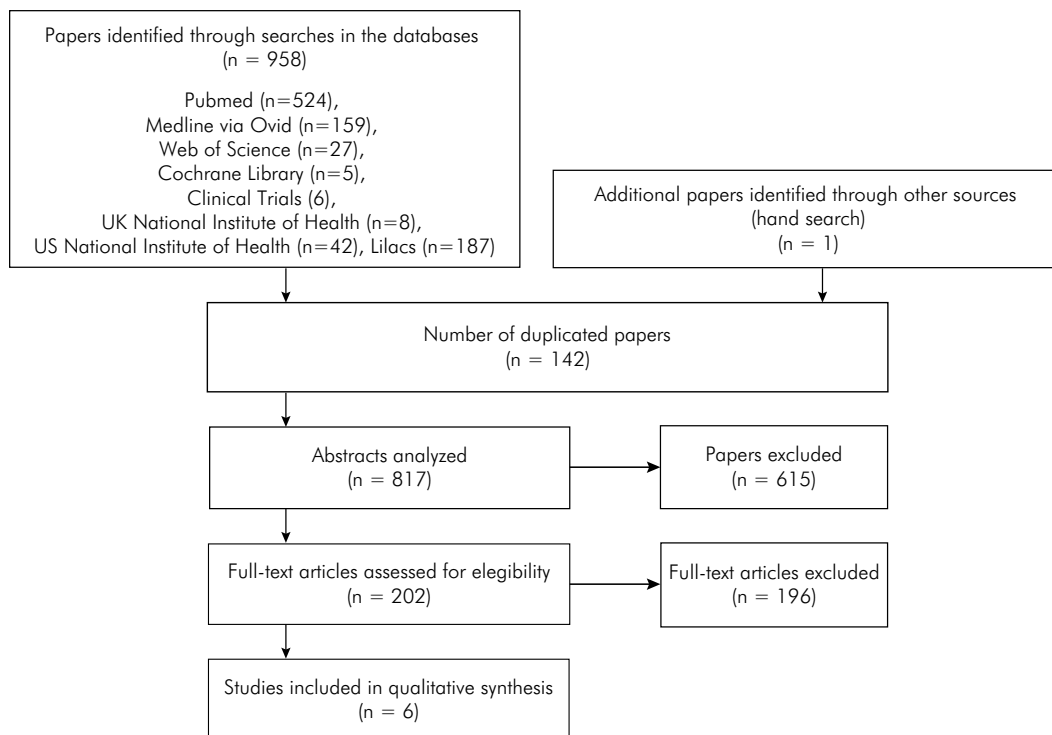 Papers identified through searches in the databases
(n = 958)
Pubmed (n=524),
Medline via Ovid (n=159),
Web of Science (n=27),
Cochrane Library (n=5),
Clinical Trials (6),
UK National Institute of Health (n=8),
US National Institute of Health (n=42), Lilacs (n=187)
Additional papers identified through other sources
(hand search)
(n = 1)
Number of duplicated papers
(n = 142)
Abstracts analyzed
(n = 817)
Papers excluded
(n = 615)
Full-text articles assessed for elegibility
(n = 202)
Full-text articles excluded
(n = 196)
Studies included in qualitative synthesis
(n = 6)